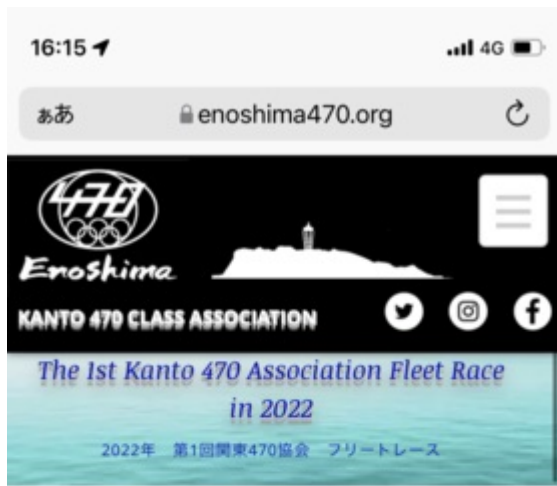 16:15
4G
ぁあ
enoshima470.org
470
Enoshima
KANTO 470 CLASS ASSOCIATION
The 1st Kanto 470 Association Fleet Race
in 2022
2022年　第1回関東470協会　フリートレース